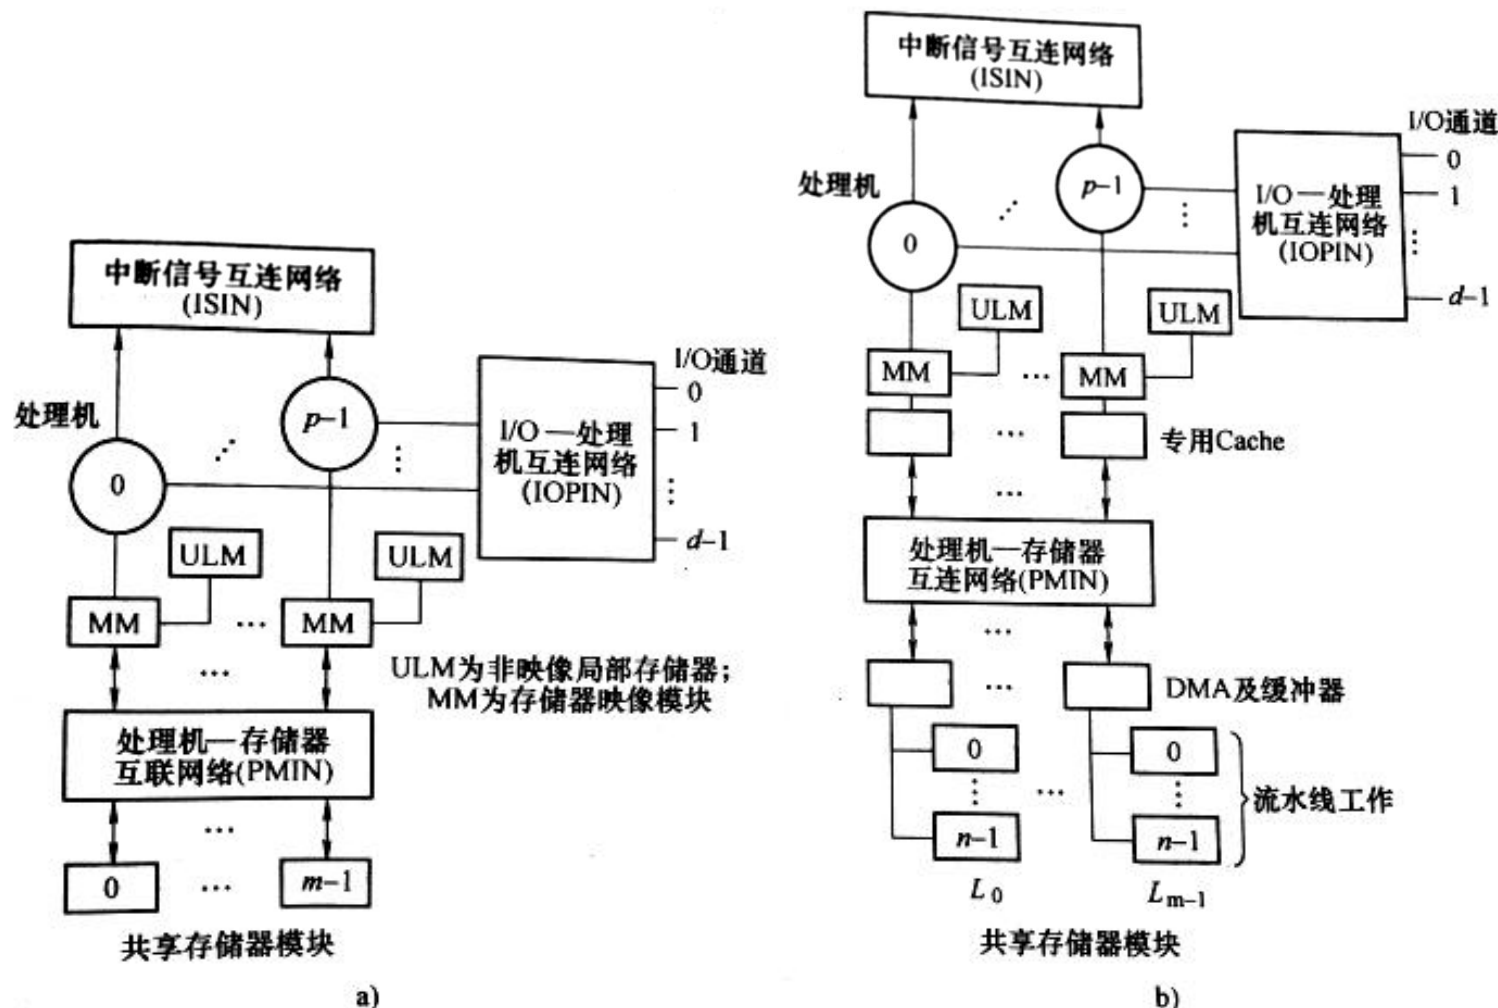 中断信号互连网络
(ISIN)
处理机
0
p–1
I/O—处理
机互连网络
(IOPIN)
I/O通道
0
1
⋮
d–1
ULM
ULM
MM
…
MM
…
ULM为非映像局部存储器；
MM为存储器映像模块
处理机—存储器
互联网络(PMIN)
…
0
…
m–1
共享存储器模块
a)
中断信号互连网络
(ISIN)
处理机
0
p–1
I/O—处理
机互连网络
(IOPIN)
I/O通道
0
1
⋮
d–1
ULM
ULM
MM
…
MM
…
专用Cache
…
处理机—存储器
互连网络(PMIN)
…
…
DMA及缓冲器
0
0
⋮
…
⋮
流水线工作
n–1
n–1
L0
Lm–1
共享存储器模块
b)